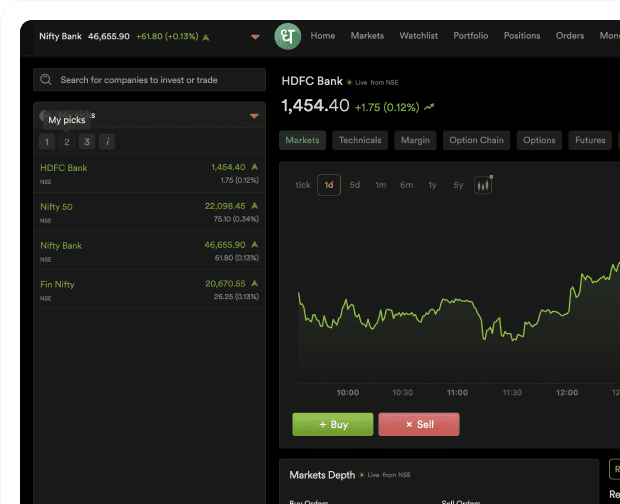 Nifty Bank 46,655.90 +61.80 (+0.13%)
ध
Home Markets Watchlist Portfolio Positions Orders
Search for companies to invest or trade
My picks
1 2 3 i
HDFC Bank 1,454.40
NSE 1.75 (0.12%)
Nifty 50 22,098.45
NSE 75.10 (0.34%)
Nifty Bank 46,655.90
NSE 61.80 (0.13%)
Fin Nifty 20,670.55
NSE 26.25 (0.13%)
HDFC Bank Live from NSE
1,454.40 +1.75 (0.12%)
Markets Technicals Margin Option Chain Options Futures
tick 1d 5d 1m 6m 1y 5y
10:00 10:30 11:00 11:30 12:00
+ Buy × Sell
Markets Depth Live from NSE
Buy Orders Sell Orders